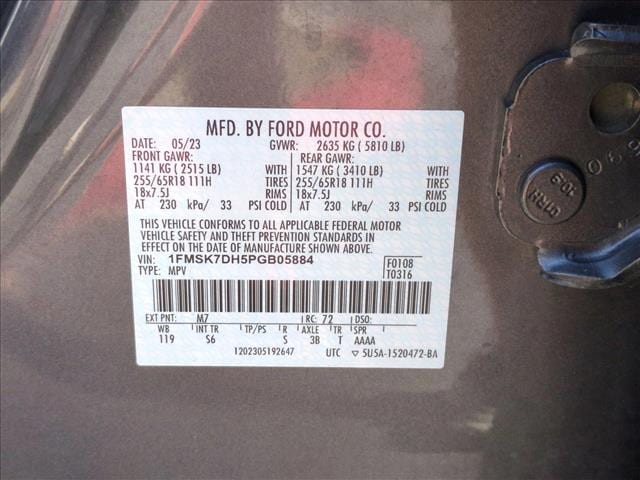 MFD. BY FORD MOTOR CO.
DATE: 05/23 GVWR: 2635 KG ( 5810 LB)
FRONT GAWR: REAR GAWR:
1141 KG ( 2515 LB) WITH 1547 KG ( 3410 LB) WITH
255/65R18 111H TIRES 255/65R18 111H TIRES
18x7.5J RIMS 18x7.5J RIMS
AT 230 kPa/ 33 PSI COLD AT 230 kPa/ 33 PSI COLD
THIS VEHICLE CONFORMS TO ALL APPLICABLE FEDERAL MOTOR
VEHICLE SAFETY AND THEFT PREVENTION STANDARDS IN
EFFECT ON THE DATE OF MANUFACTURE SHOWN ABOVE.
VIN: 1FMSK7DH5PGB05884 F0108
TYPE: MPV T0316
EXT PNT: M7 RC: 72 DSO:
WB INT TR TP/PS R AXLE TR SPR
119 S6 S 3B T AAAA
1202305192647 UTC 5USA-1520472-BA